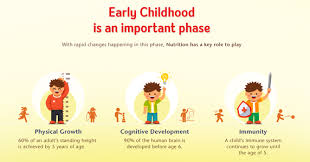 Early Childhood
is an important phase
With rapid changes happening in this phase, Nutrition has a key role to play
Physical Growth
60% of an adult's standing height
is achieved by 3 years of age.
Cognitive Development
90% of the human brain is
developed before age 6.
Immunity
A child's immune system
continues to grow until
the age of 5.